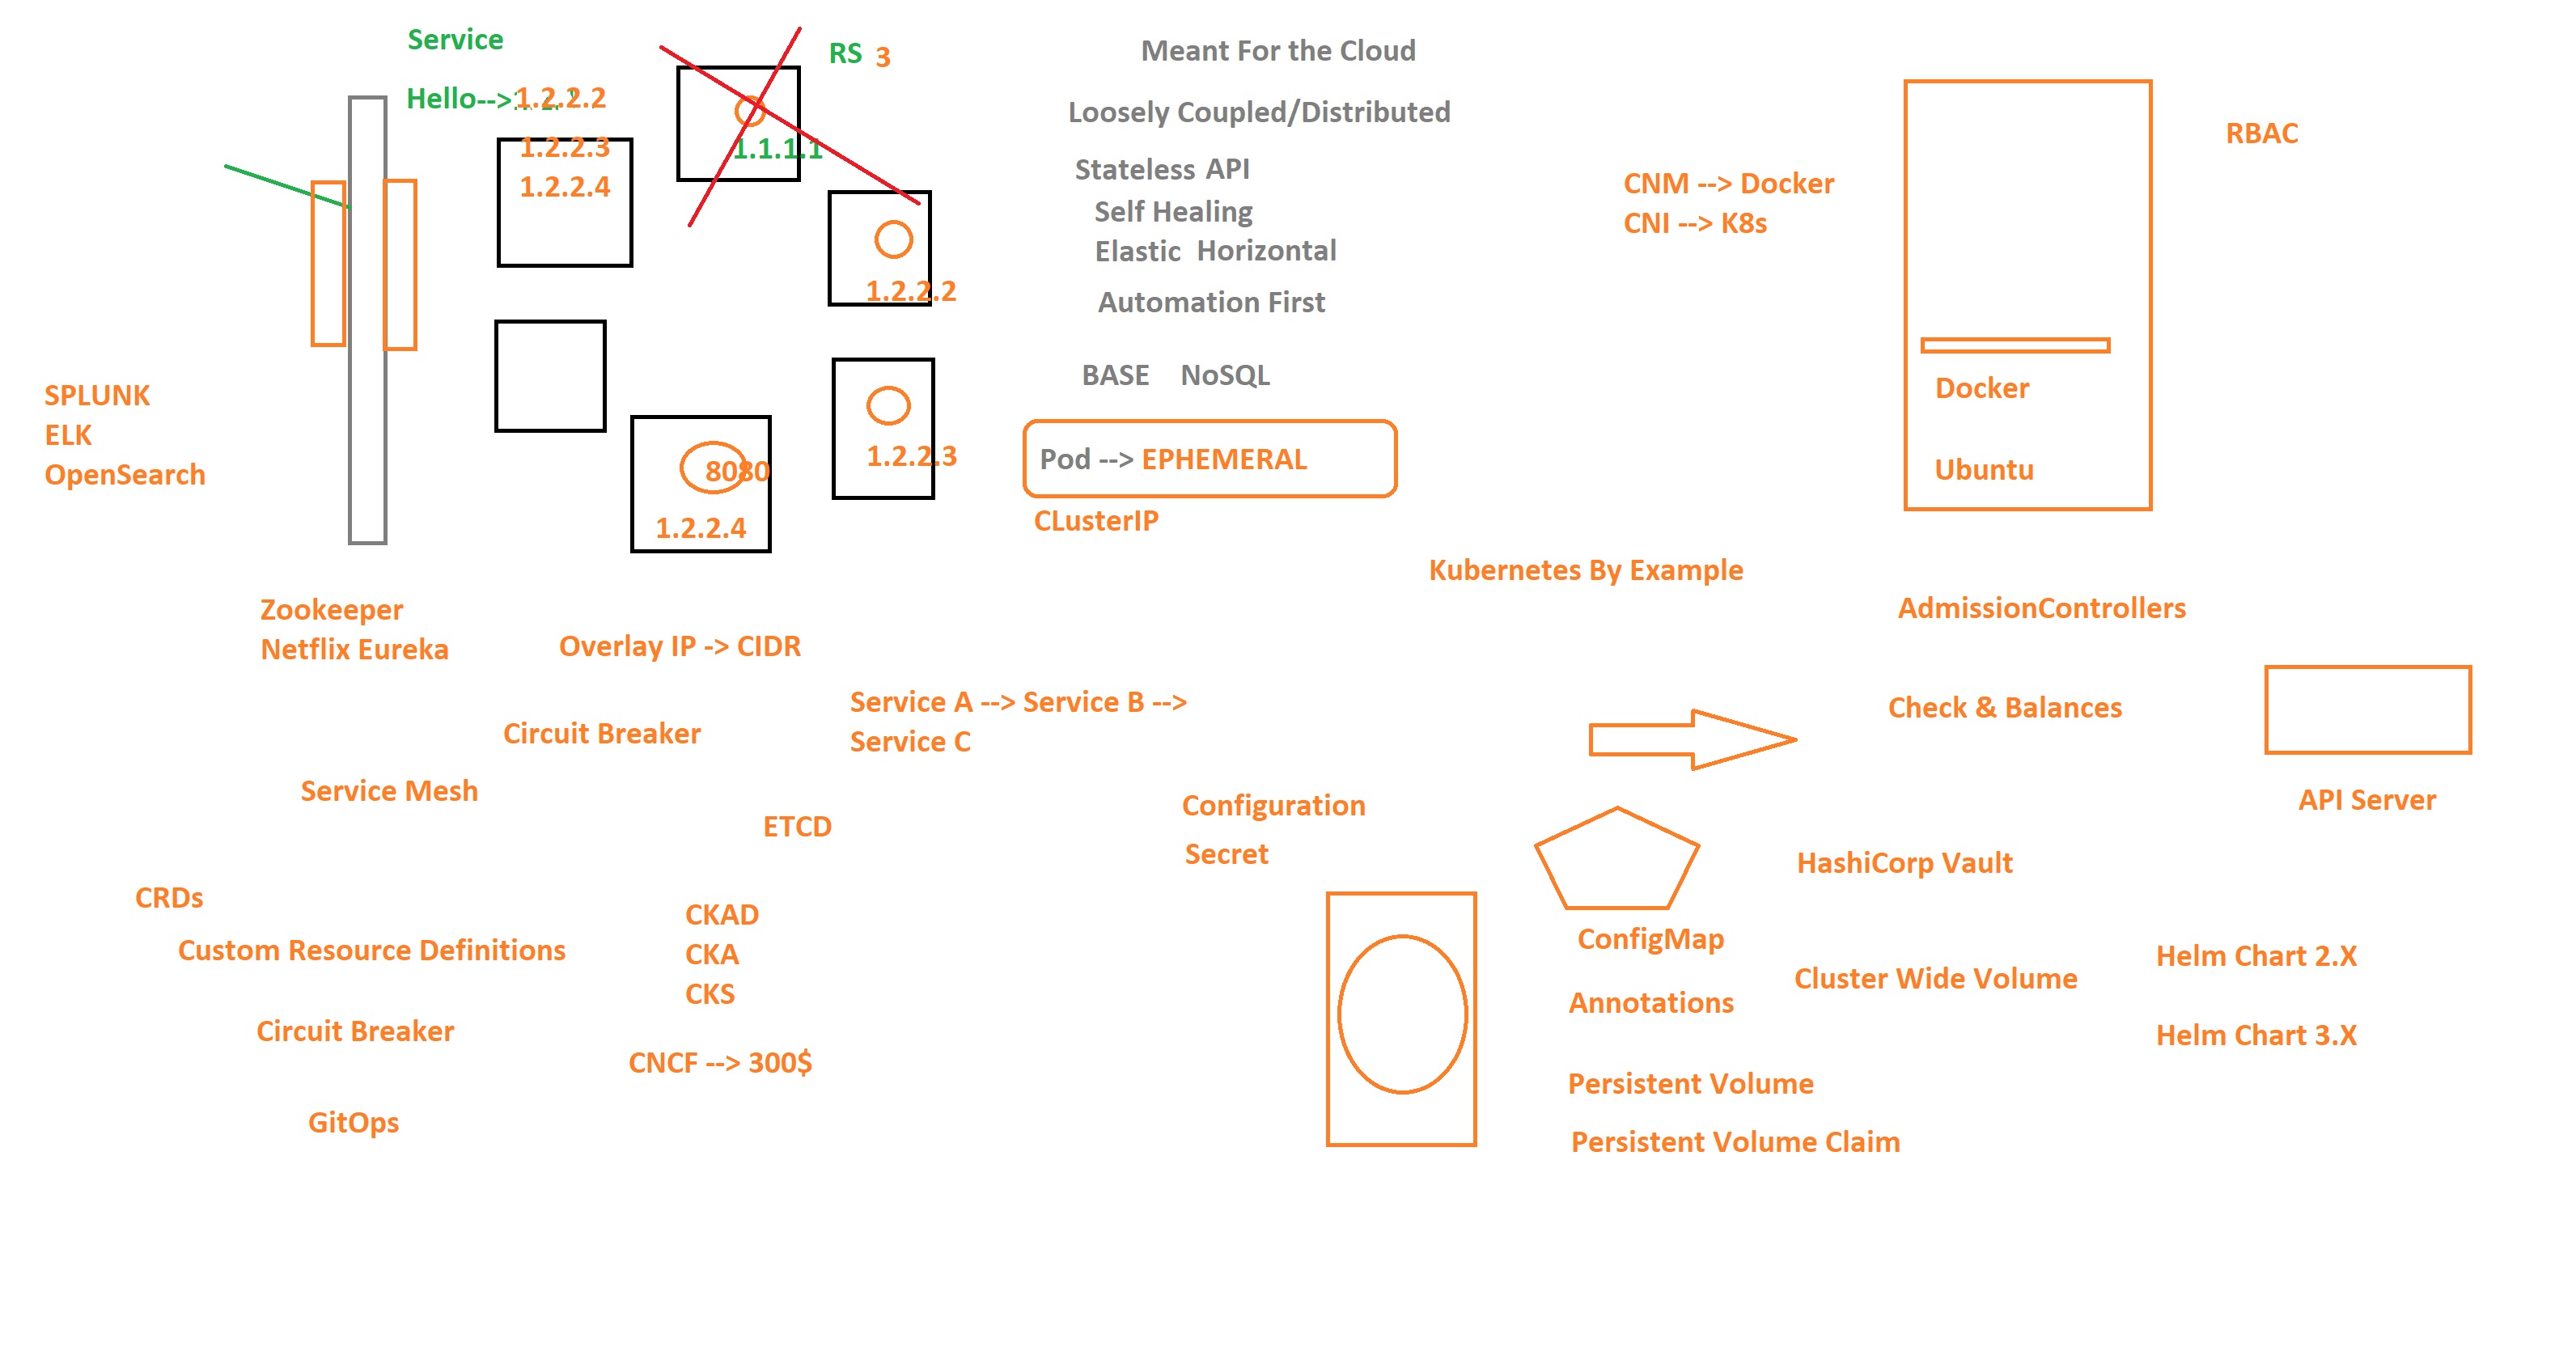 Service
Hello-->1.2.2.2
1.2.2.3
1.2.2.4
1.1.1.1
RS 3
1.2.2.2
1.2.2.3
8080
1.2.2.4
SPLUNK
ELK
OpenSearch
Meant For the Cloud
Loosely Coupled/Distributed
Stateless API
Self Healing
Elastic Horizontal
Automation First
BASE NoSQL
Pod --> EPHEMERAL
CLusterIP
CNM --> Docker
CNI --> K8s
RBAC
Docker
Ubuntu
Kubernetes By Example
Zookeeper
Netflix Eureka
Overlay IP -> CIDR
Circuit Breaker
Service A --> Service B -->
Service C
Service Mesh
ETCD
AdmissionControllers
Check & Balances
API Server
Configuration
Secret
HashiCorp Vault
ConfigMap
Annotations
Cluster Wide Volume
Persistent Volume
Persistent Volume Claim
Helm Chart 2.X
Helm Chart 3.X
CRDs
Custom Resource Definitions
Circuit Breaker
GitOps
CKAD
CKA
CKS
CNCF --> 300$